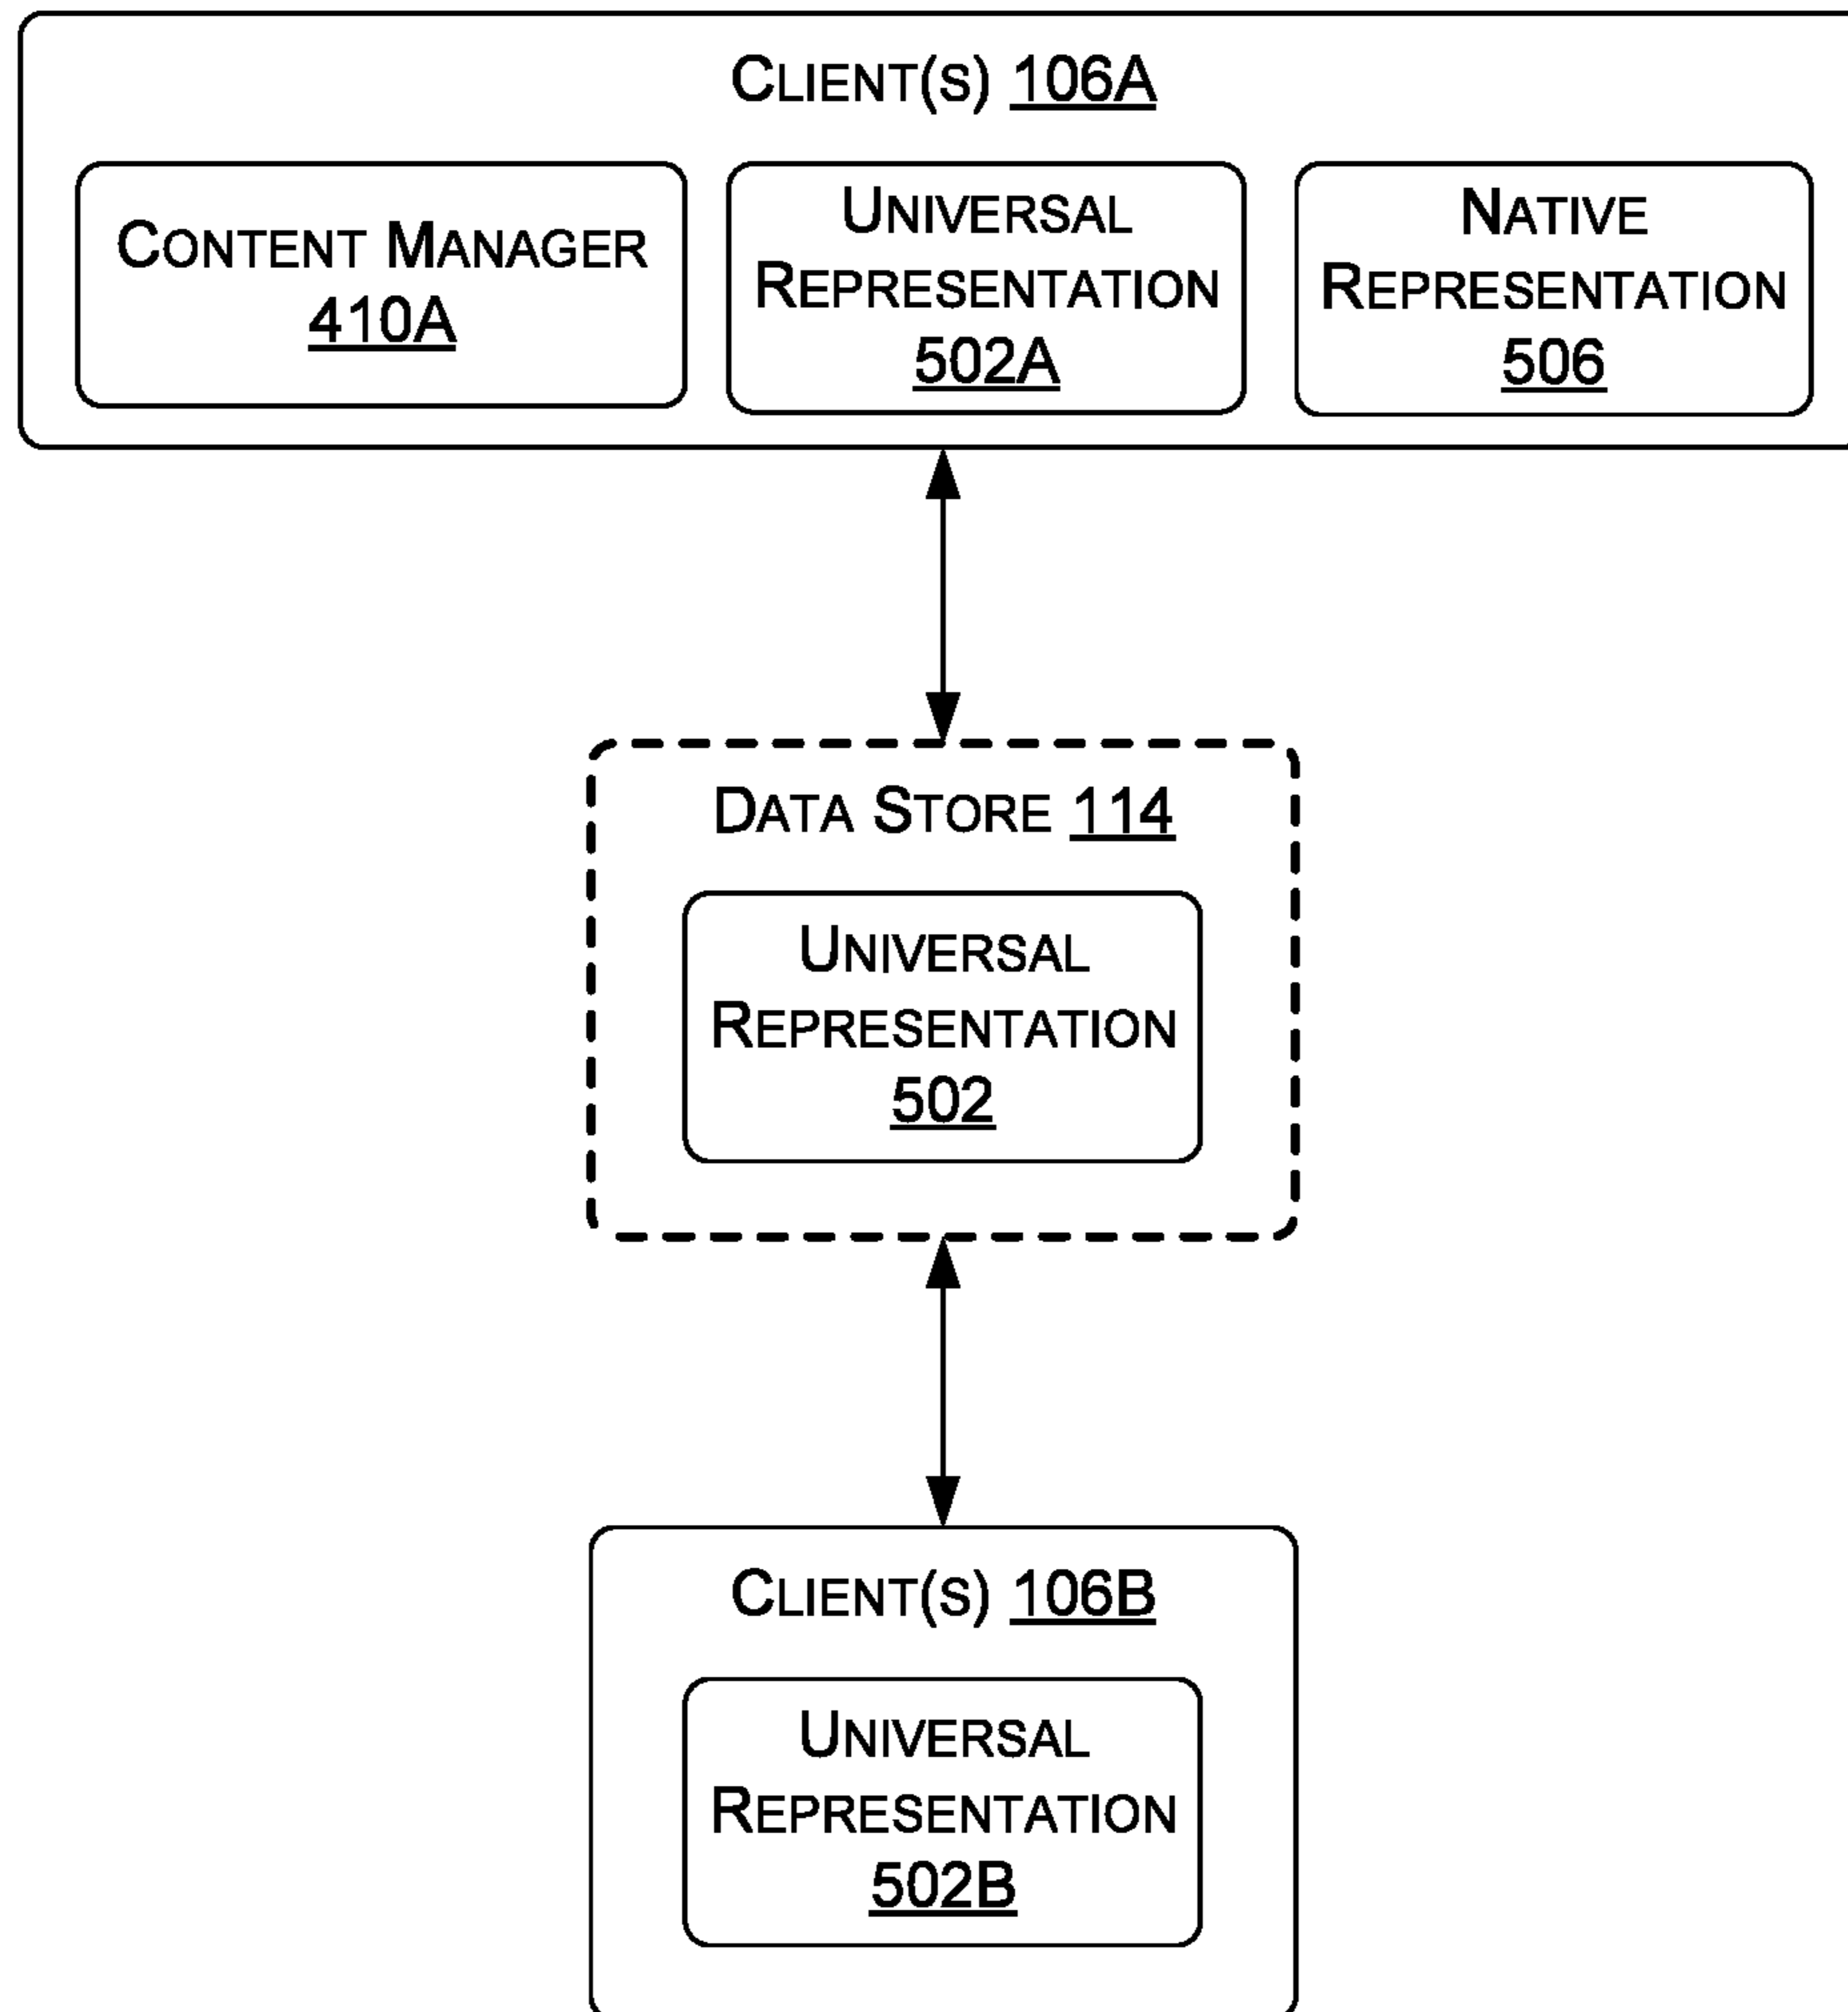 CLIENT(S) 106A
CONTENT MANAGER
410A
UNIVERSAL
REPRESENTATION
502A
NATIVE
REPRESENTATION
506
DATA STORE 114
UNIVERSAL
REPRESENTATION
502
CLIENT(S) 106B
UNIVERSAL
REPRESENTATION
502B